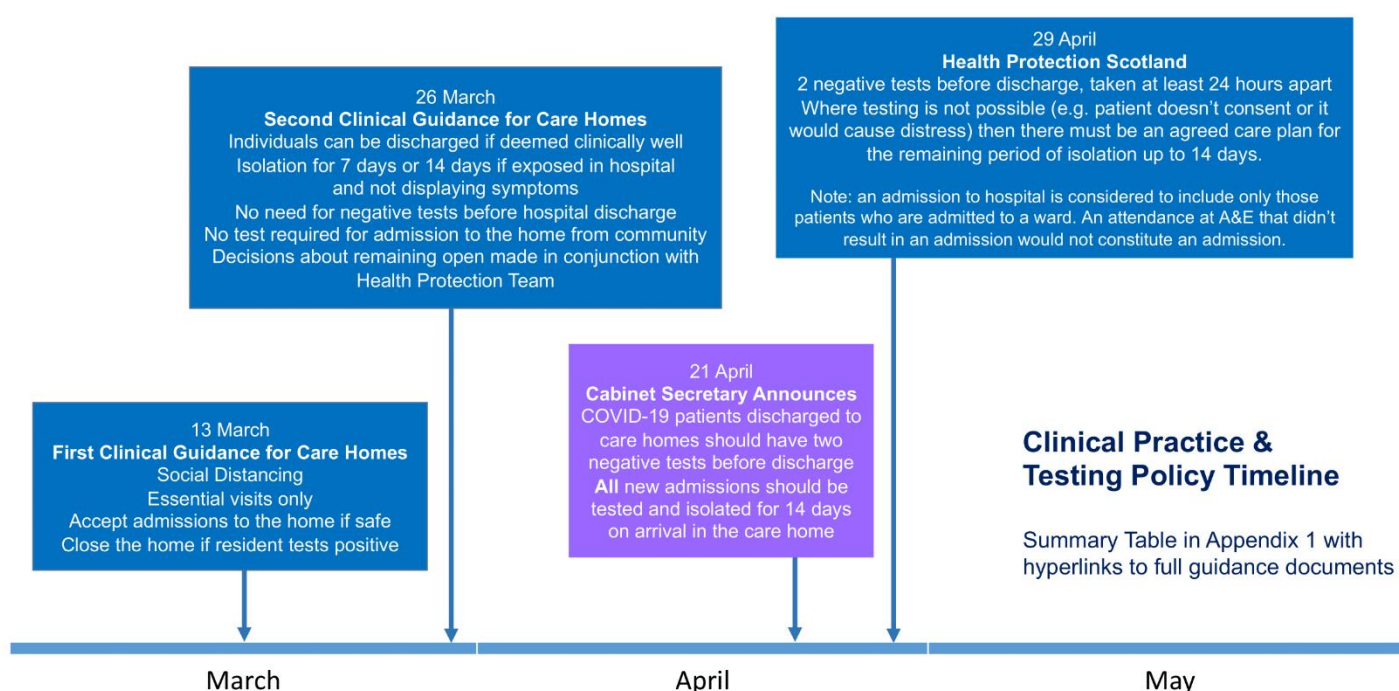 13 March
First Clinical Guidance for Care Homes
Social Distancing
Essential visits only
Accept admissions to the home if safe
Close the home if resident tests positive
26 March
Second Clinical Guidance for Care Homes
Individuals can be discharged if deemed clinically well
Isolation for 7 days or 14 days if exposed in hospital
and not displaying symptoms
No need for negative tests before hospital discharge
No test required for admission to the home from community
Decisions about remaining open made in conjunction with
Health Protection Team
21 April
Cabinet Secretary Announces
COVID-19 patients discharged to
care homes should have two
negative tests before discharge
All new admissions should be
tested and isolated for 14 days
on arrival in the care home
29 April
Health Protection Scotland
2 negative tests before discharge, taken at least 24 hours apart
Where testing is not possible (e.g. patient doesn’t consent or it
would cause distress) then there must be an agreed care plan for
the remaining period of isolation up to 14 days.
Note: an admission to hospital is considered to include only those
patients who are admitted to a ward. An attendance at A&E that didn’t
result in an admission would not constitute an admission.
Clinical Practice &
Testing Policy Timeline
Summary Table in Appendix 1 with
hyperlinks to full guidance documents
March
April
May